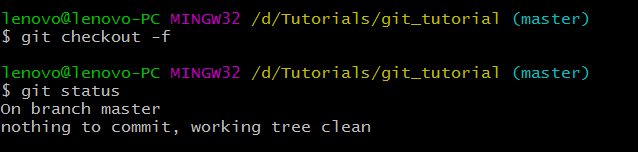 lenovo@lenovo-PC MINGW32 /d/Tutorials/git_tutorial (master)
$ git checkout -f
lenovo@lenovo-PC MINGW32 /d/Tutorials/git_tutorial (master)
$ git status
On branch master
nothing to commit, working tree clean